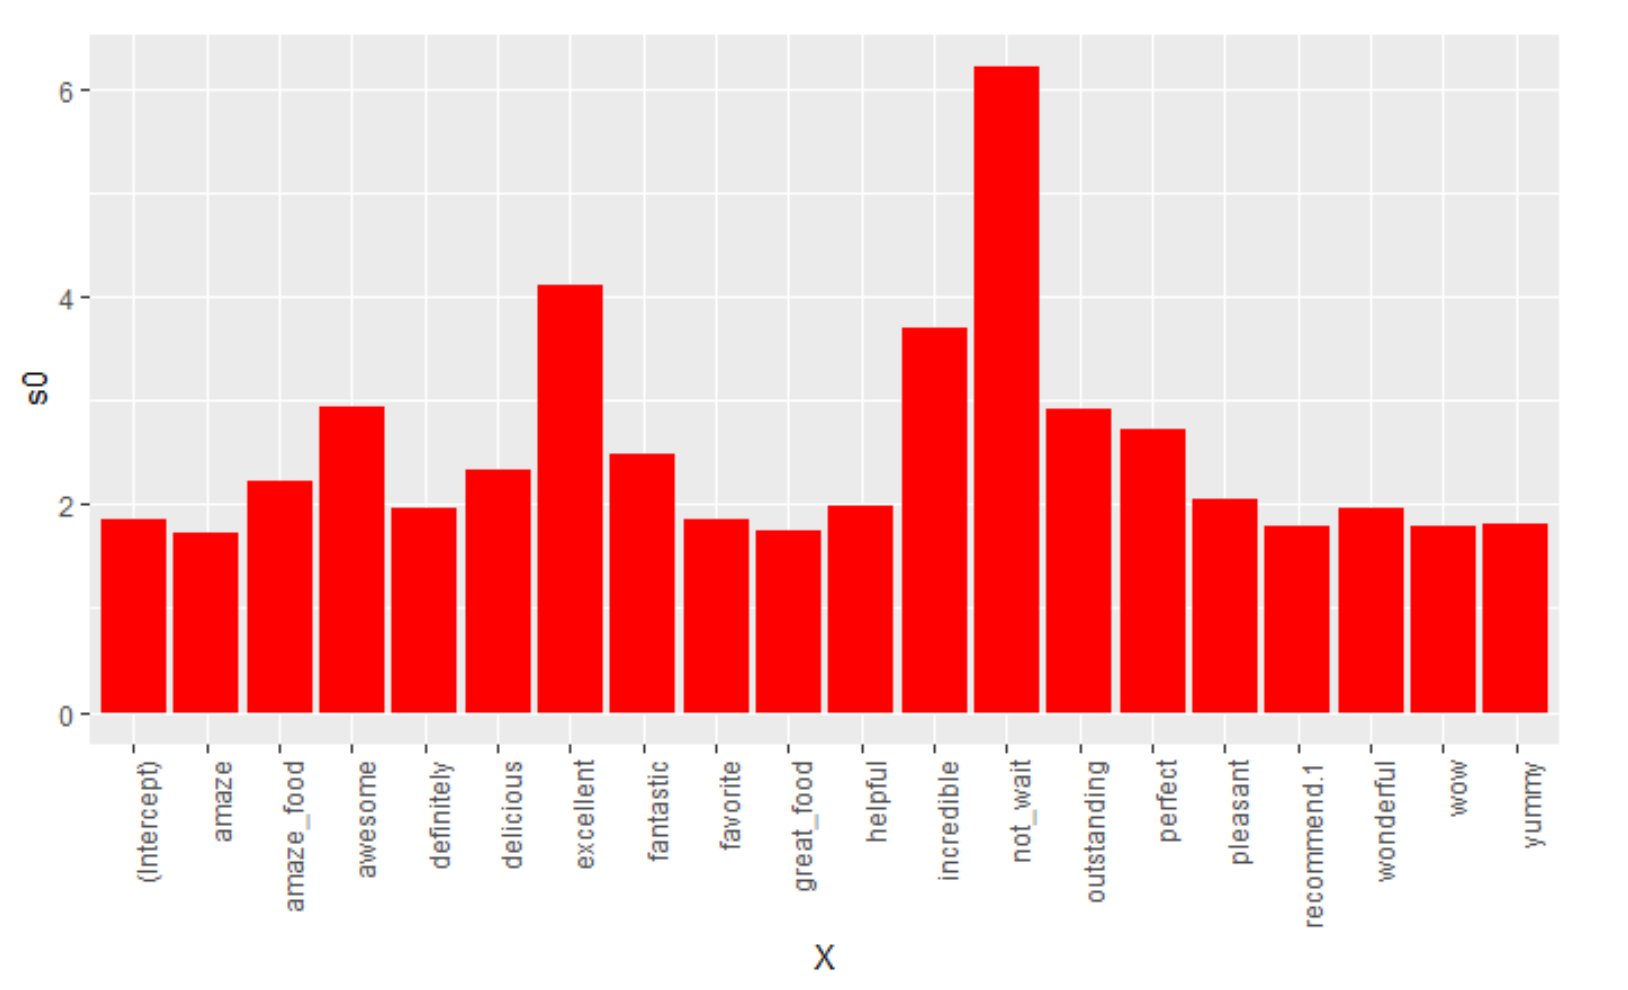 6
4
2
0
s0
(Intercept)
amaze
amaze_food
awesome
definitely
delicious
excellent
fantastic
favorite
great_food
helpful
incredible
not_wait
outstanding
perfect
pleasant
recommend.1
wonderful
wow
yummy
X